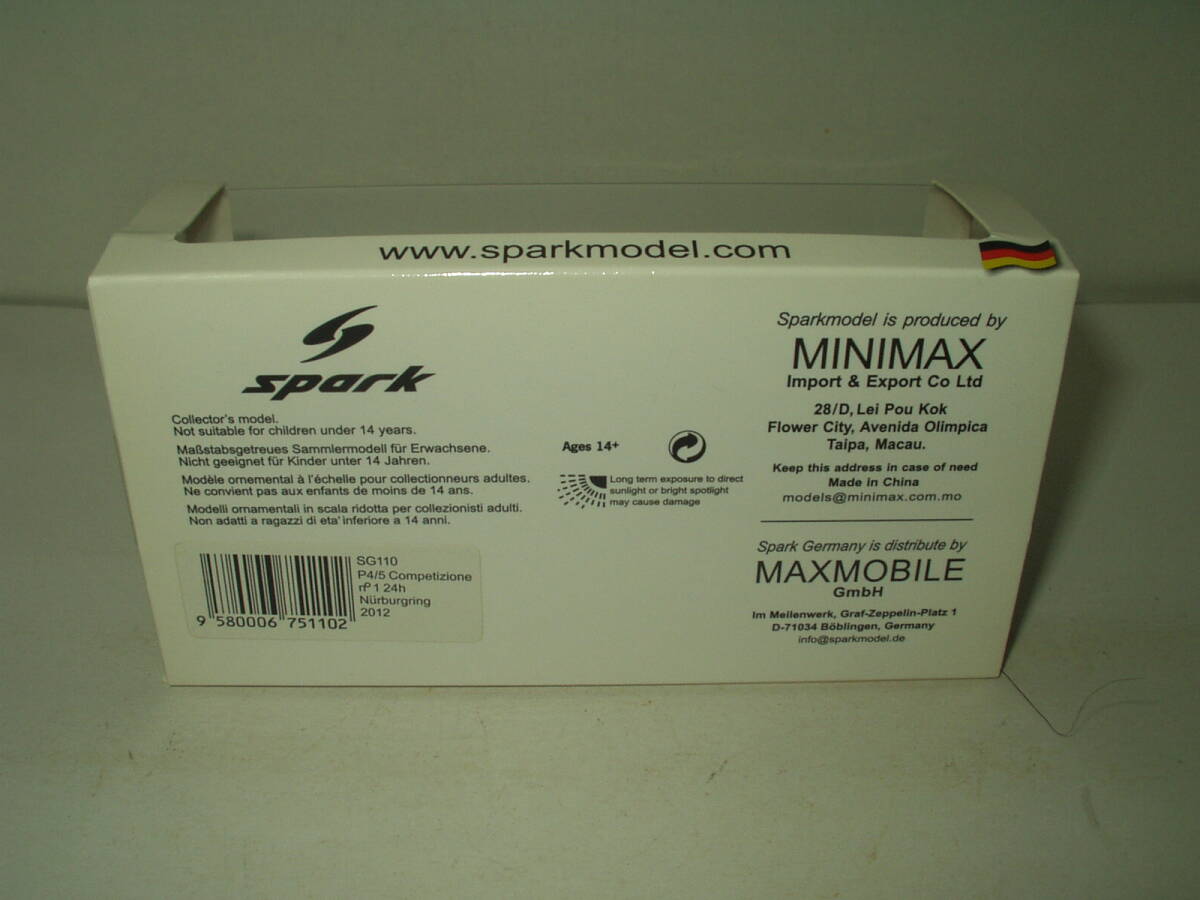 www.sparkmodel.com
spark
Collector's model.
Not suitable for children under 14 years.
Maßstabsgetreues Sammlermodell für Erwachsene.
Nicht geeignet für Kinder unter 14 Jahren.
Modèle ornemental à l'échelle pour collectionneurs adultes.
Ne convient pas aux enfants de moins de 14 ans.
Modelli ornamentali in scala ridotta per collezionisti adulti.
Non adatti a ragazzi di eta' inferiore a 14 anni.
SG110
P4/5 Competizione
nº 1 24h
Nürburgring
2012
9 580006 751102
Ages 14+
Long term exposure to direct
sunlight or bright spotlight
may cause damage
Sparkmodel is produced by
MINIMAX
Import & Export Co Ltd
28/D, Lei Pou Kok
Flower City, Avenida Olimpica
Taipa, Macau.
Keep this address in case of need
Made in China
models@minimax.com.mo
Spark Germany is distribute by
MAXMOBILE
GmbH
Im Meilenwerk, Graf-Zeppelin-Platz 1
D-71034 Böblingen, Germany
info@sparkmodel.de